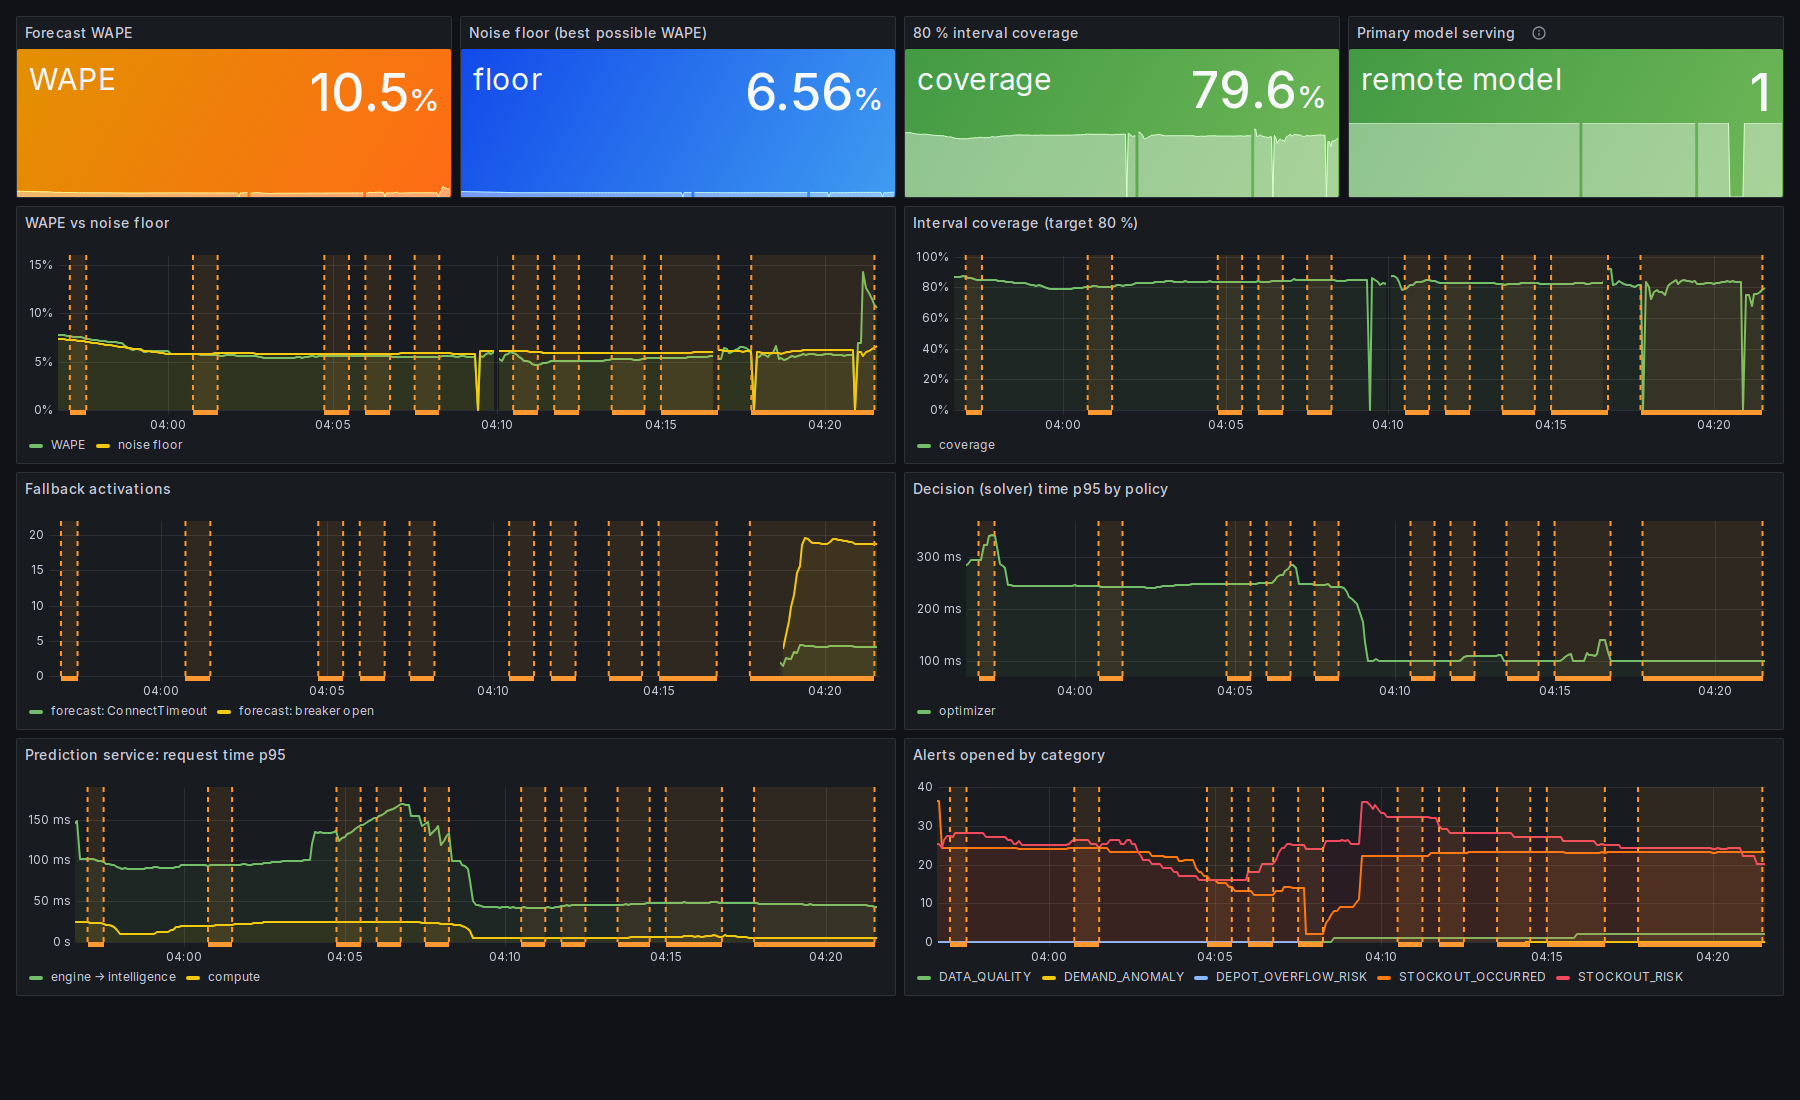 Forecast WAPE
WAPE
10.5%
Noise floor (best possible WAPE)
floor
6.56%
80 % interval coverage
coverage
79.6%
Primary model serving
remote model
1
WAPE vs noise floor
15%
10%
5%
0%
04:00 04:05 04:10 04:15 04:20
WAPE noise floor
Interval coverage (target 80 %)
100%
80%
60%
40%
20%
0%
04:00 04:05 04:10 04:15 04:20
coverage
Fallback activations
20
15
10
5
0
04:00 04:05 04:10 04:15 04:20
forecast: ConnectTimeout forecast: breaker open
Decision (solver) time p95 by policy
300 ms
200 ms
100 ms
04:00 04:05 04:10 04:15 04:20
optimizer
Prediction service: request time p95
150 ms
100 ms
50 ms
0 s
04:00 04:05 04:10 04:15 04:20
engine → intelligence compute
Alerts opened by category
40
30
20
10
0
04:00 04:05 04:10 04:15 04:20
DATA_QUALITY DEMAND_ANOMALY DEPOT_OVERFLOW_RISK STOCKOUT_OCCURRED STOCKOUT_RISK